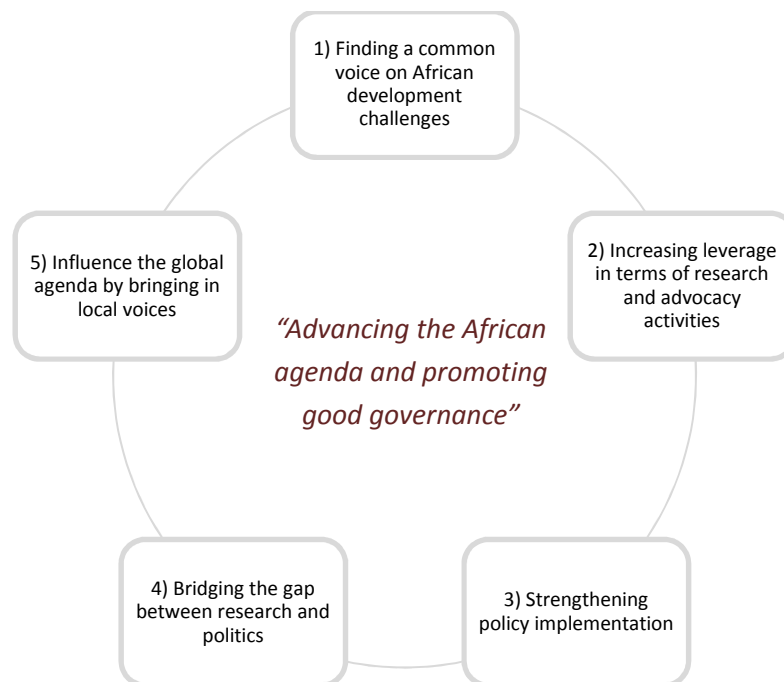 1) Finding a common
voice on African
development
challenges
2) Increasing leverage
in terms of research
and advocacy
activities
3) Strengthening
policy implementation
4) Bridging the gap
between research and
politics
5) Influence the global
agenda by bringing in
local voices
“Advancing the African
agenda and promoting
good governance”